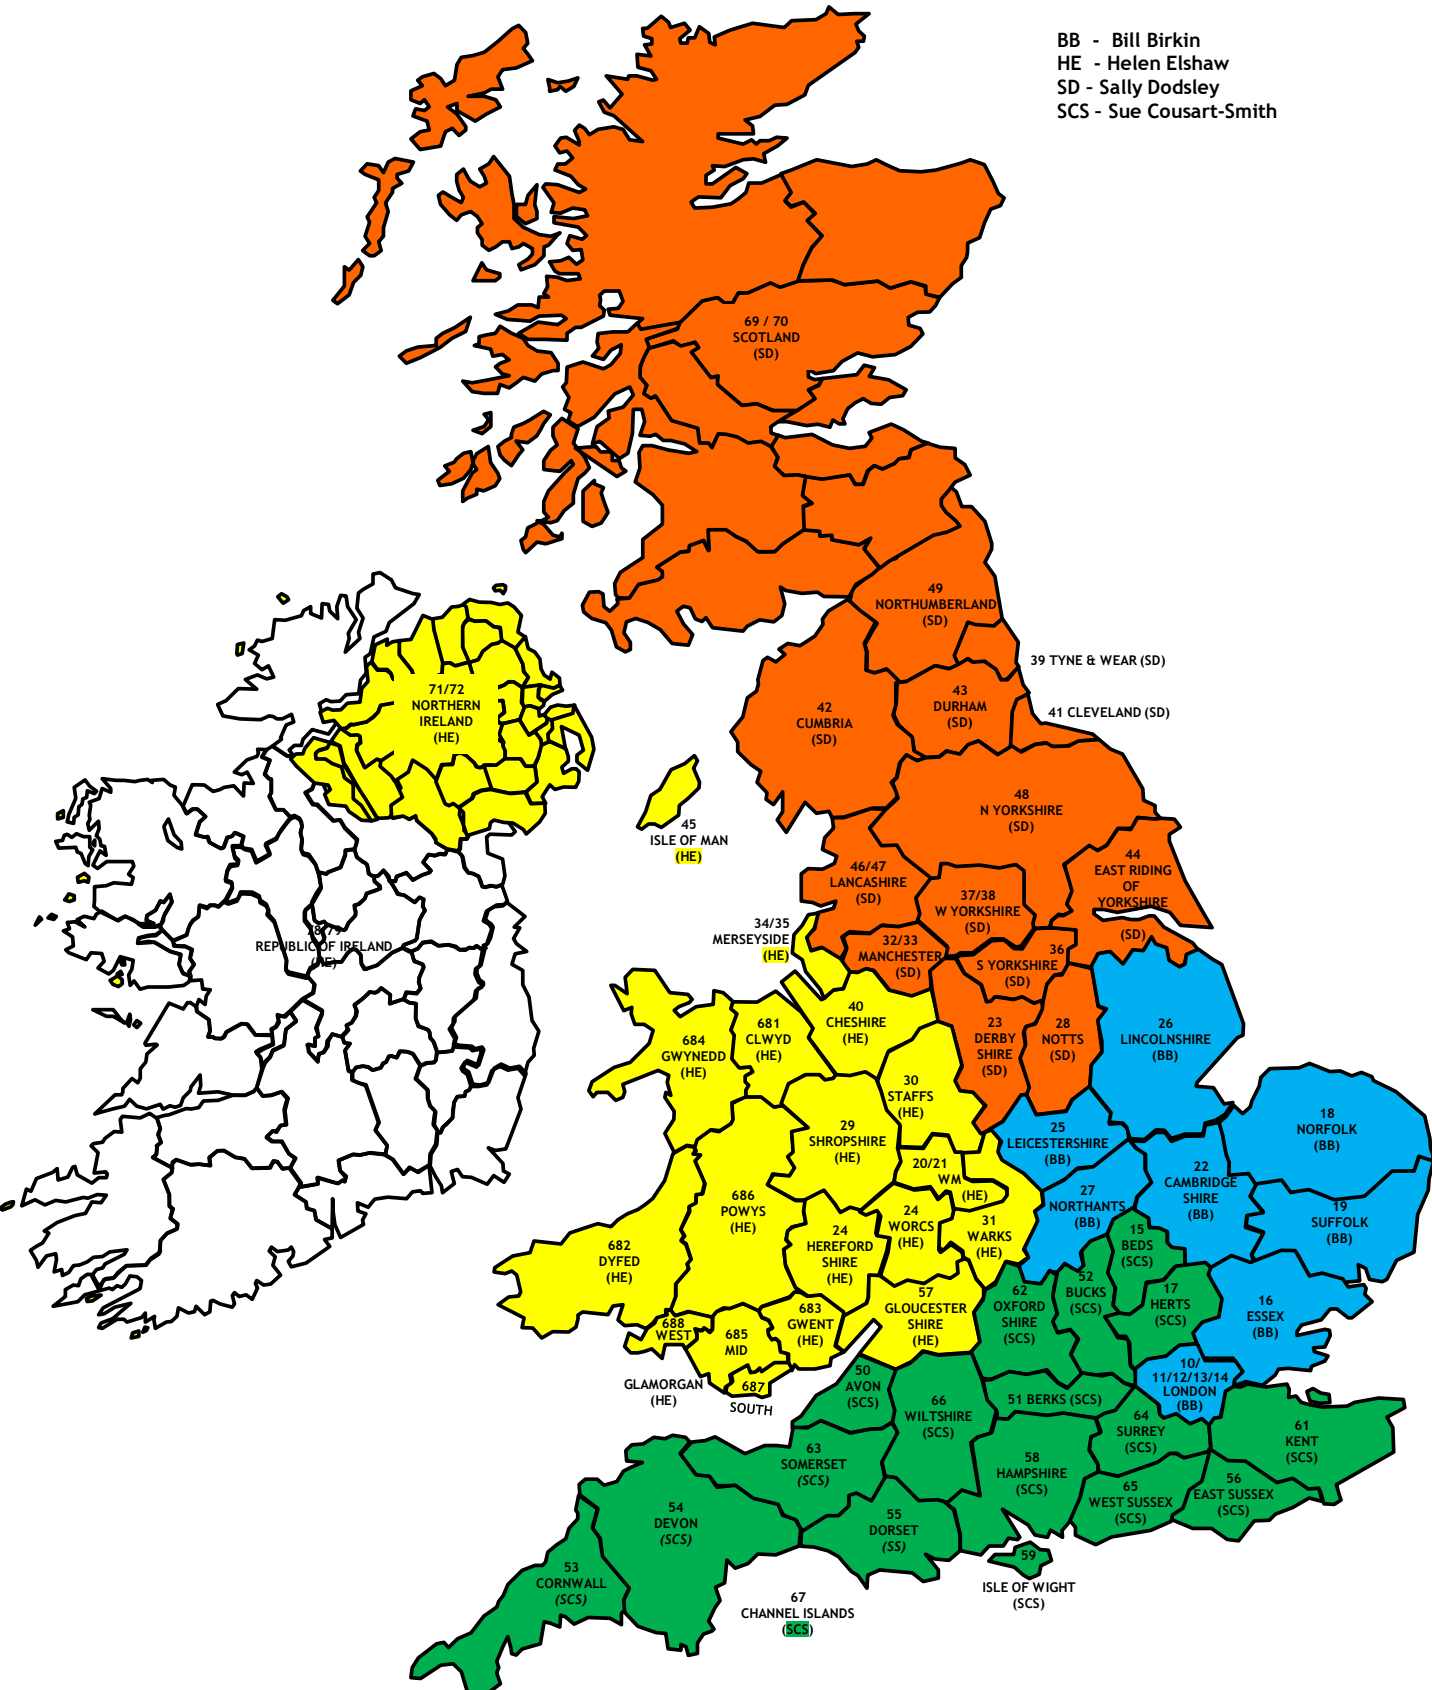 BB - Bill Birkin
HE - Helen Elshaw
SD - Sally Dodsley
SCS - Sue Cousart-Smith
69 / 70
SCOTLAND
(SD)
49
NORTHUMBERLAND
(SD)
39 TYNE & WEAR (SD)
71/72
NORTHERN
IRELAND
(HE)
42
CUMBRIA
(SD)
43
DURHAM
(SD)
41 CLEVELAND (SD)
48
N YORKSHIRE
(SD)
45
ISLE OF MAN
(HE)
46/47
LANCASHIRE
(SD)
44
EAST RIDING
OF
YORKSHIRE
(SD)
37/38
W YORKSHIRE
(SD)
34/35
MERSEYSIDE
(HE)
32/33
MANCHESTER
(SD)
36
S YORKSHIRE
(SD)
REPUBLIC OF IRELAND
(HE)
684
GWYNEDD
(HE)
681
CLWYD
(HE)
40
CHESHIRE
(HE)
23
DERBY
SHIRE
(SD)
28
NOTTS
(SD)
26
LINCOLNSHIRE
(BB)
30
STAFFS
(HE)
29
SHROPSHIRE
(HE)
25
LEICESTERSHIRE
(BB)
18
NORFOLK
(BB)
20/21
WM
(HE)
22
CAMBRIDGE
SHIRE
(BB)
686
POWYS
(HE)
27
NORTHANTS
(BB)
19
SUFFOLK
(BB)
24
WORCS
(HE)
31
WARKS
(HE)
24
HEREFORD
SHIRE
(HE)
15
BEDS
(SCS)
682
DYFED
(HE)
52
BUCKS
(SCS)
17
HERTS
(SCS)
62
OXFORD
SHIRE
(SCS)
57
GLOUCESTER
SHIRE
(HE)
16
ESSEX
(BB)
683
GWENT
(HE)
688
WEST
685
MID
687
SOUTH
GLAMORGAN
(HE)
10/
11/12/13/14
LONDON
(BB)
50
AVON
(SCS)
66
WILTSHIRE
(SCS)
51 BERKS (SCS)
64
SURREY
(SCS)
61
KENT
(SCS)
63
SOMERSET
(SCS)
58
HAMPSHIRE
(SCS)
65
WEST SUSSEX
(SCS)
56
EAST SUSSEX
(SCS)
54
DEVON
(SCS)
55
DORSET
(SS)
53
CORNWALL
(SCS)
59
ISLE OF WIGHT
(SCS)
67
CHANNEL ISLANDS
(SCS)